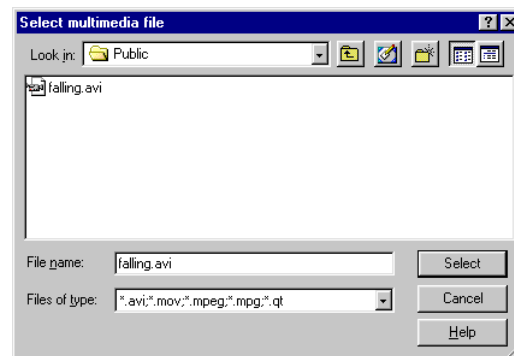 Select multimedia file
Look in: Public
falling.avi
File name: falling.avi Select
Files of type: *.avi;*.mov;*.mpeg;*.mpg;*.qt Cancel
Help